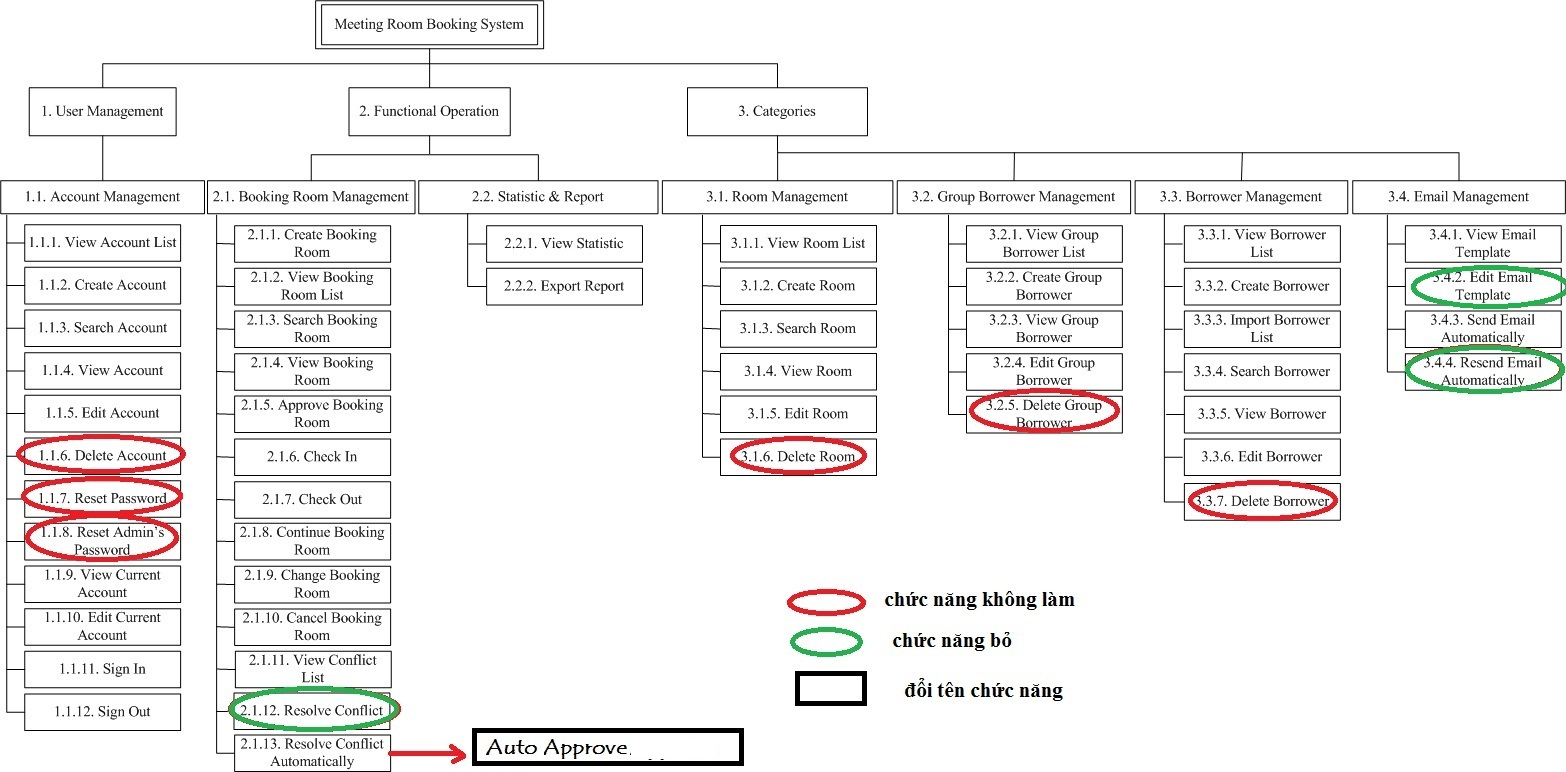 Meeting Room Booking System
1. User Management
2. Functional Operation
3. Categories
1.1. Account Management
1.1.1. View Account List
1.1.2. Create Account
1.1.3. Search Account
1.1.4. View Account
1.1.5. Edit Account
1.1.6. Delete Account
1.1.7. Reset Password
1.1.8. Reset Admin's
Password
1.1.9. View Current
Account
1.1.10. Edit Current
Account
1.1.11. Sign In
1.1.12. Sign Out
2.1. Booking Room Management
2.1.1. Create Booking
Room
2.1.2. View Booking
Room List
2.1.3. Search Booking
Room
2.1.4. View Booking
Room
2.1.5. Approve Booking
Room
2.1.6. Check In
2.1.7. Check Out
2.1.8. Continue Booking
Room
2.1.9. Change Booking
Room
2.1.10. Cancel Booking
Room
2.1.11. View Conflict
List
2.1.12. Resolve Conflict
2.1.13. Resolve Conflict
Automatically
Auto Approve
2.2. Statistic & Report
2.2.1. View Statistic
2.2.2. Export Report
3.1. Room Management
3.1.1. View Room List
3.1.2. Create Room
3.1.3. Search Room
3.1.4. View Room
3.1.5. Edit Room
3.1.6. Delete Room
3.2. Group Borrower Management
3.2.1. View Group
Borrower List
3.2.2. Create Group
Borrower
3.2.3. View Group
Borrower
3.2.4. Edit Group
Borrower
3.2.5. Delete Group
Borrower
3.3. Borrower Management
3.3.1. View Borrower
List
3.3.2. Create Borrower
3.3.3. Import Borrower
List
3.3.4. Search Borrower
3.3.5. View Borrower
3.3.6. Edit Borrower
3.3.7. Delete Borrower
3.4. Email Management
3.4.1. View Email
Template
3.4.2. Edit Email
Template
3.4.3. Send Email
Automatically
3.4.4. Resend Email
Automatically
chức năng không làm
chức năng bỏ
đổi tên chức năng